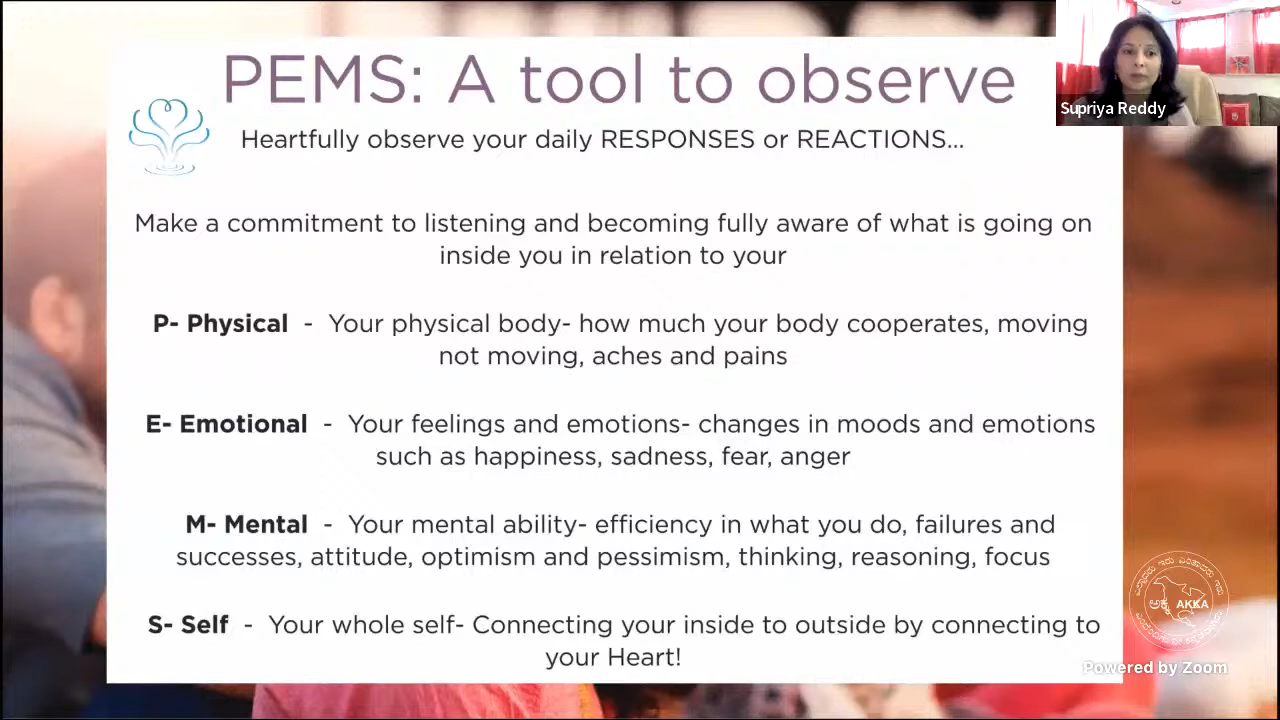 PEMS: A tool to observe
Supriya Reddy
Heartfully observe your daily RESPONSES or REACTIONS...
Make a commitment to listening and becoming fully aware of what is going on
inside you in relation to your
P- Physical - Your physical body- how much your body cooperates, moving
not moving, aches and pains
E- Emotional - Your feelings and emotions- changes in moods and emotions
such as happiness, sadness, fear, anger
M- Mental - Your mental ability- efficiency in what you do, failures and
successes, attitude, optimism and pessimism, thinking, reasoning, focus
S- Self - Your whole self- Connecting your inside to outside by connecting to
your Heart!
ಅಕ್ಕ AKKA
Powered by Zoom